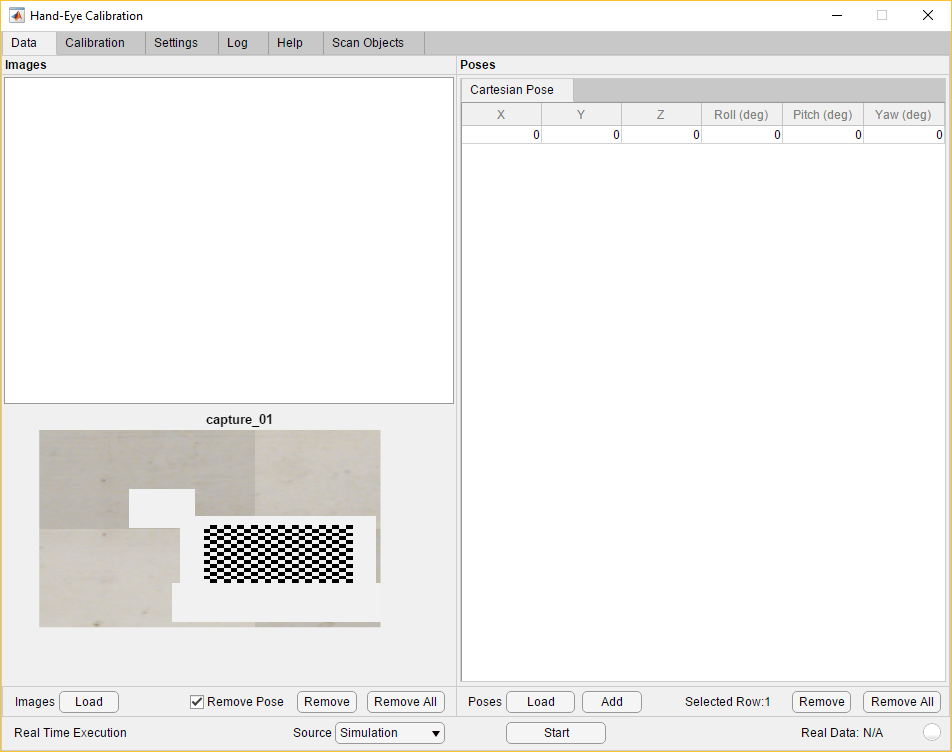 Hand-Eye Calibration
Data Calibration Settings Log Help Scan Objects
Images
Poses
Cartesian Pose
X Y Z Roll (deg) Pitch (deg) Yaw (deg)
0 0 0 0 0 0
capture_01
Images Load Remove Pose Remove Remove All
Poses Load Add Selected Row:1 Remove Remove All
Real Time Execution Source Simulation Start Real Data: N/A